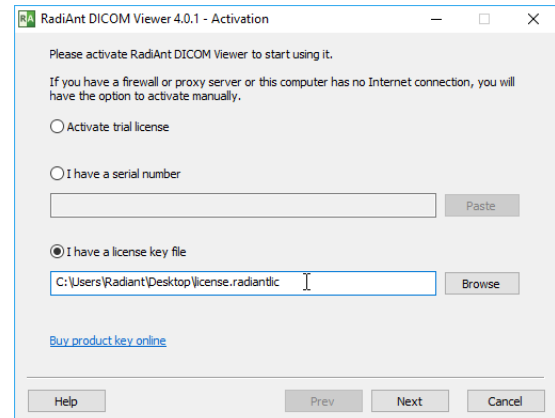 RA RadiAnt DICOM Viewer 4.0.1 - Activation
Please activate RadiAnt DICOM Viewer to start using it.
If you have a firewall or proxy server or this computer has no Internet connection, you will
have the option to activate manually.
Activate trial license
I have a serial number
Paste
I have a license key file
C:\Users\Radiant\Desktop\license.radiantlic
Browse
Buy product key online
Help Prev Next Cancel